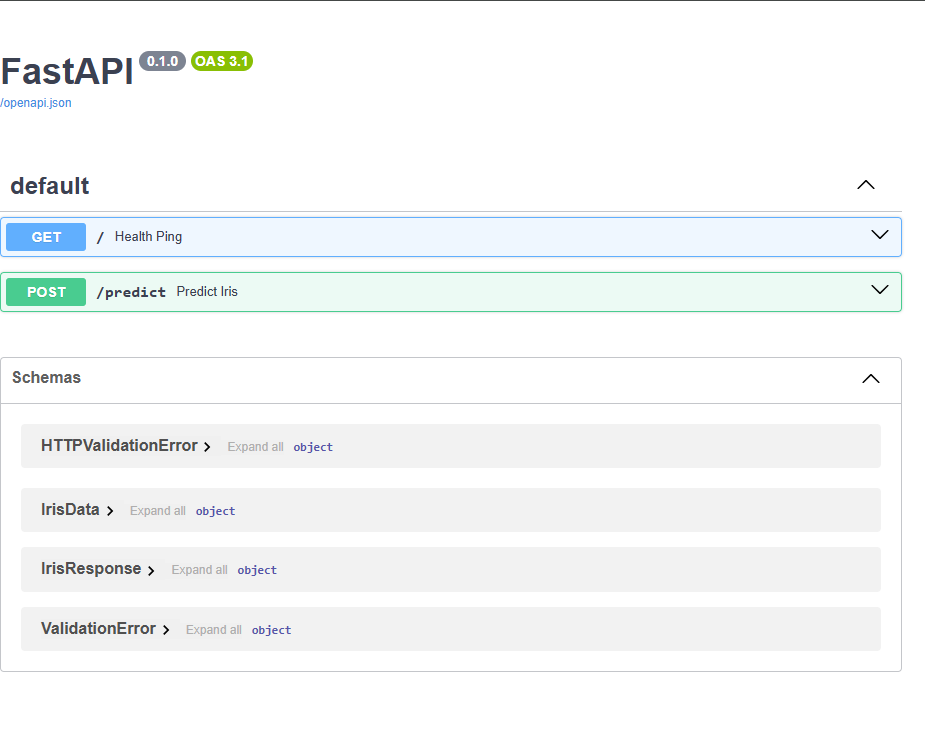 FastAPI 0.1.0 OAS 3.1
/openapi.json
default
GET / Health Ping
POST /predict Predict Iris
Schemas
HTTPValidationError Expand all object
IrisData Expand all object
IrisResponse Expand all object
ValidationError Expand all object